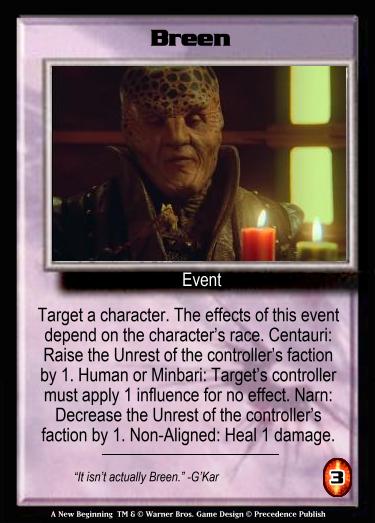 Breen
Event
Target a character. The effects of this event
depend on the character's race. Centauri:
Raise the Unrest of the controller's faction
by 1. Human or Minbari: Target's controller
must apply 1 influence for no effect. Narn:
Decrease the Unrest of the controller's
faction by 1. Non-Aligned: Heal 1 damage.
"It isn't actually Breen." -G'Kar
3
A New Beginning TM & © Warner Bros. Game Design © Precedence Publish